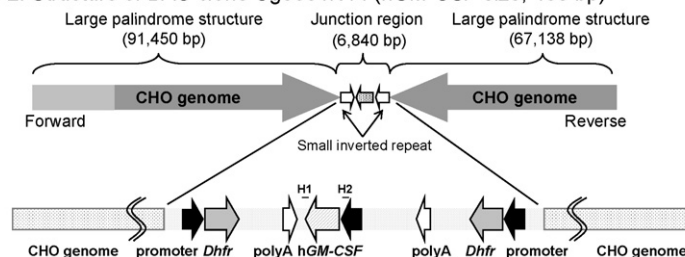 Large palindrome structure Junction region Large palindrome structure
(91,450 bp) (6,840 bp) (67,138 bp)
CHO genome CHO genome
Forward Reverse
Small inverted repeat
H1 H2
CHO genome promoter Dhfr polyA hGM-CSF polyA Dhfr promoter CHO genome